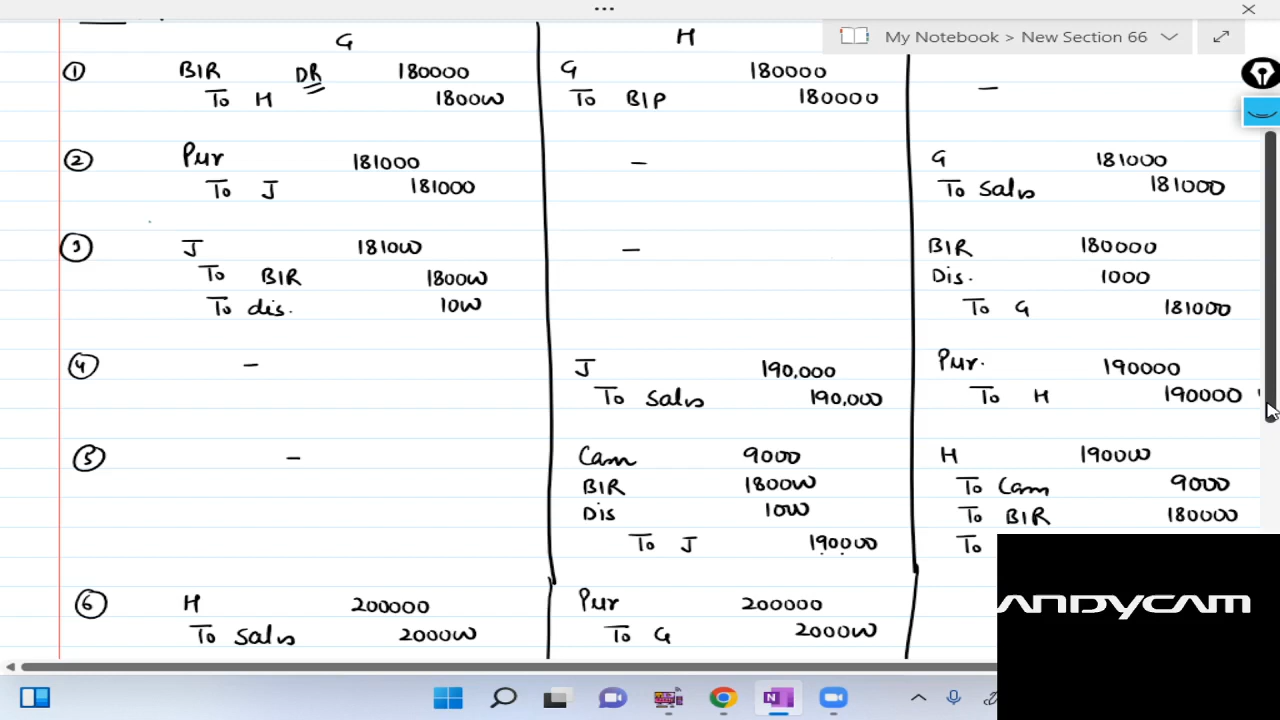 ...
My Notebook > New Section 66
G H
① BIR DR 180000 G 180000 –
To H 180000 To BIP 180000
② Pur 181000 – G 181000
To J 181000 To Sales 181000
③ J 181000 – BIR 180000
To BIR 180000 Dis. 1000
To dis. 1000 To G 181000
④ – J 190,000 Pur. 190000
To Sales 190,000 To H 190000
⑤ – Cash 9000 H 190000
BIR 180000 To Cash 9000
Dis 1000 To BIR 180000
To J 190000 To
⑥ H 200000 Pur 200000
To Sales 200000 To G 200000
ANDYCAM